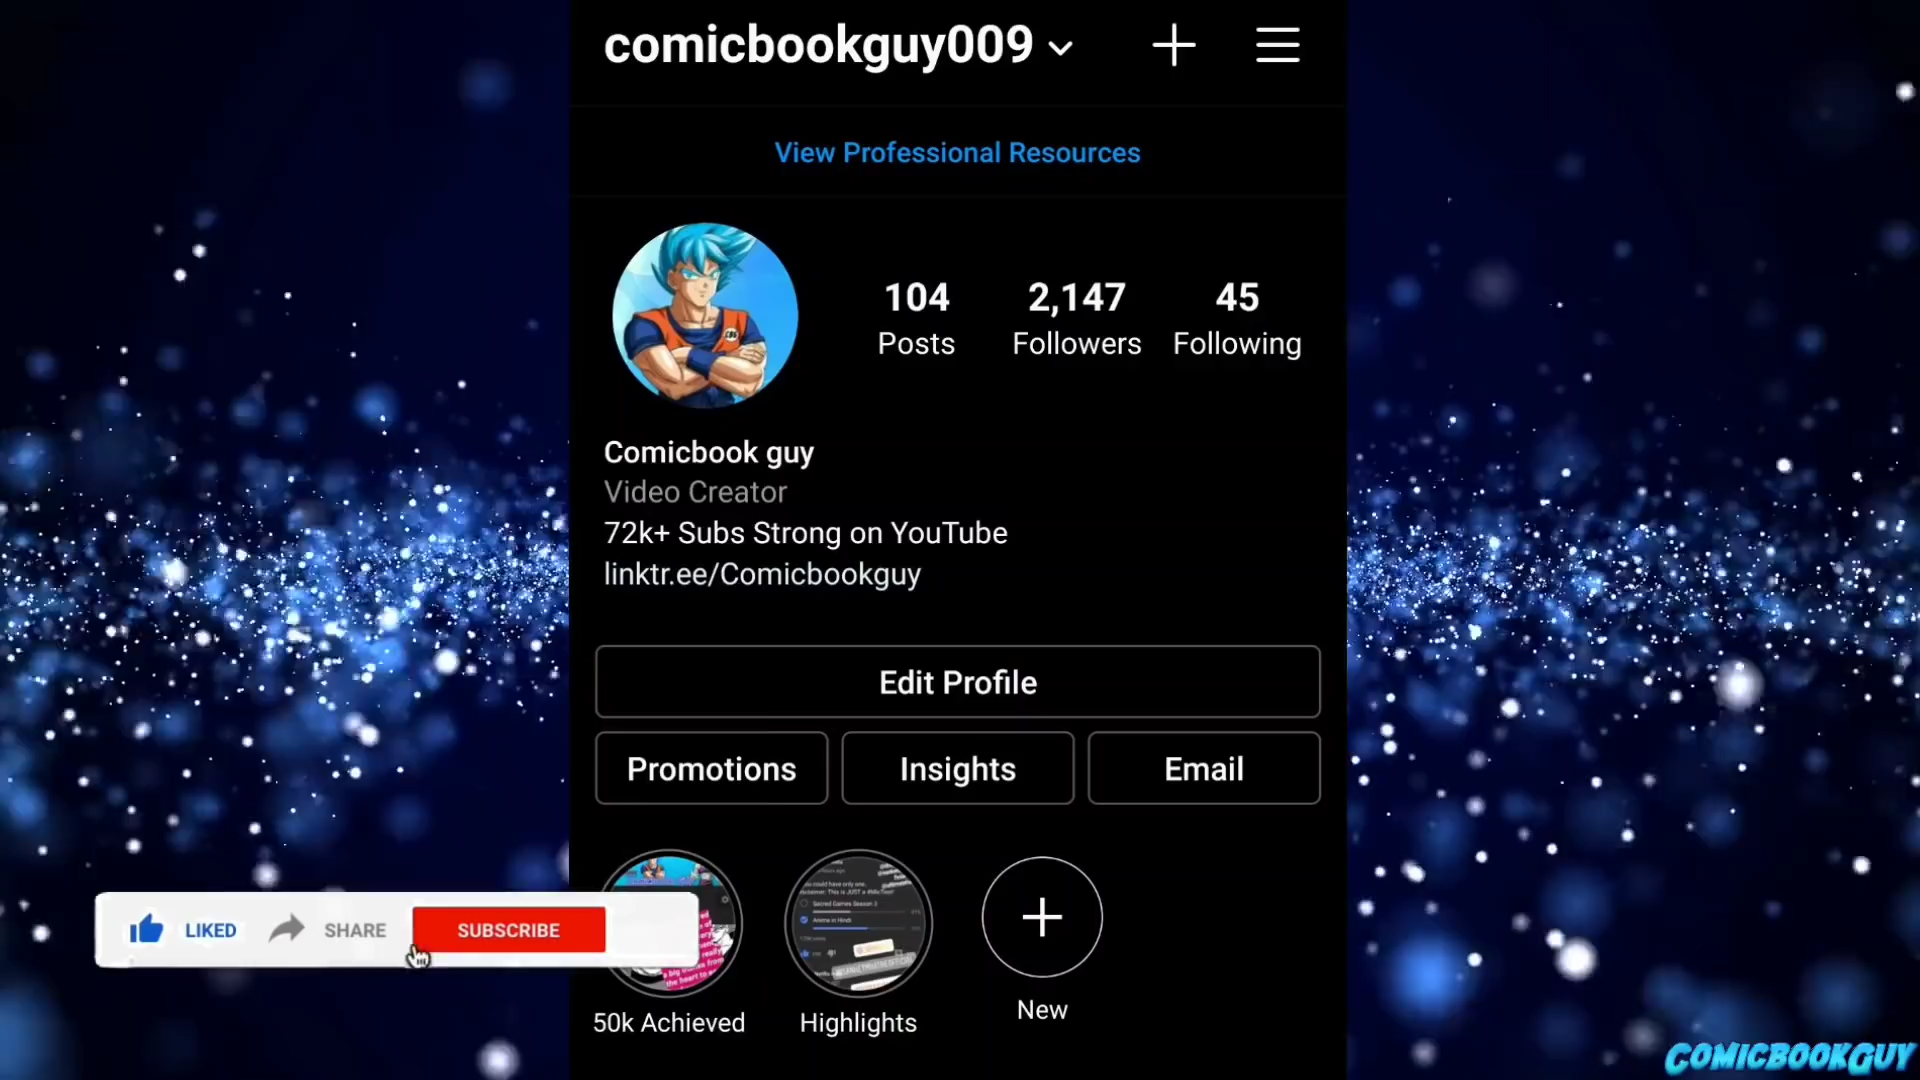 comicbookguy009
View Professional Resources
104
Posts
2,147
Followers
45
Following
Comicbook guy
Video Creator
72k+ Subs Strong on YouTube
linktr.ee/Comicbookguy
Edit Profile
Promotions
Insights
Email
LIKED
SHARE
SUBSCRIBE
50k Achieved
Highlights
New
COMICBOOKGUY